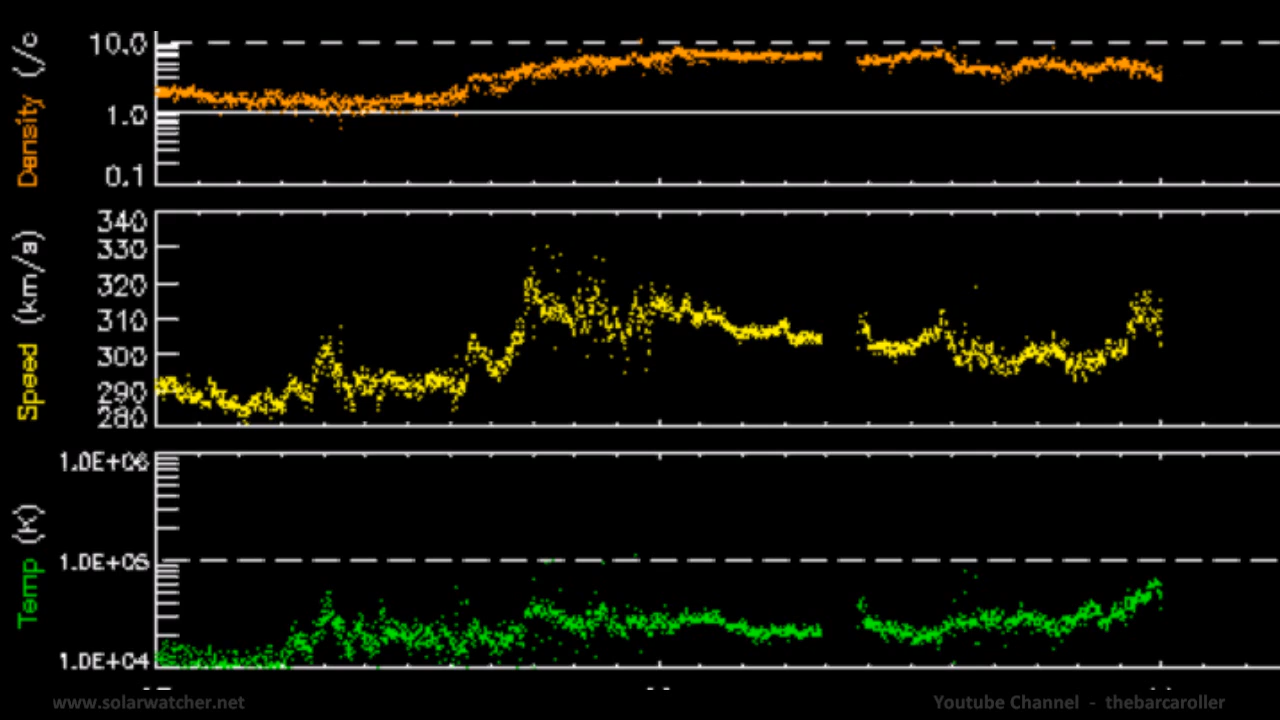 Density (/c
10.0
1.0
0.1
Speed (km/s)
340
330
320
310
300
290
280
Temp (K)
1.0E+06
1.0E+05
1.0E+04
www.solarwatcher.net
Youtube Channel - thebarcaroller